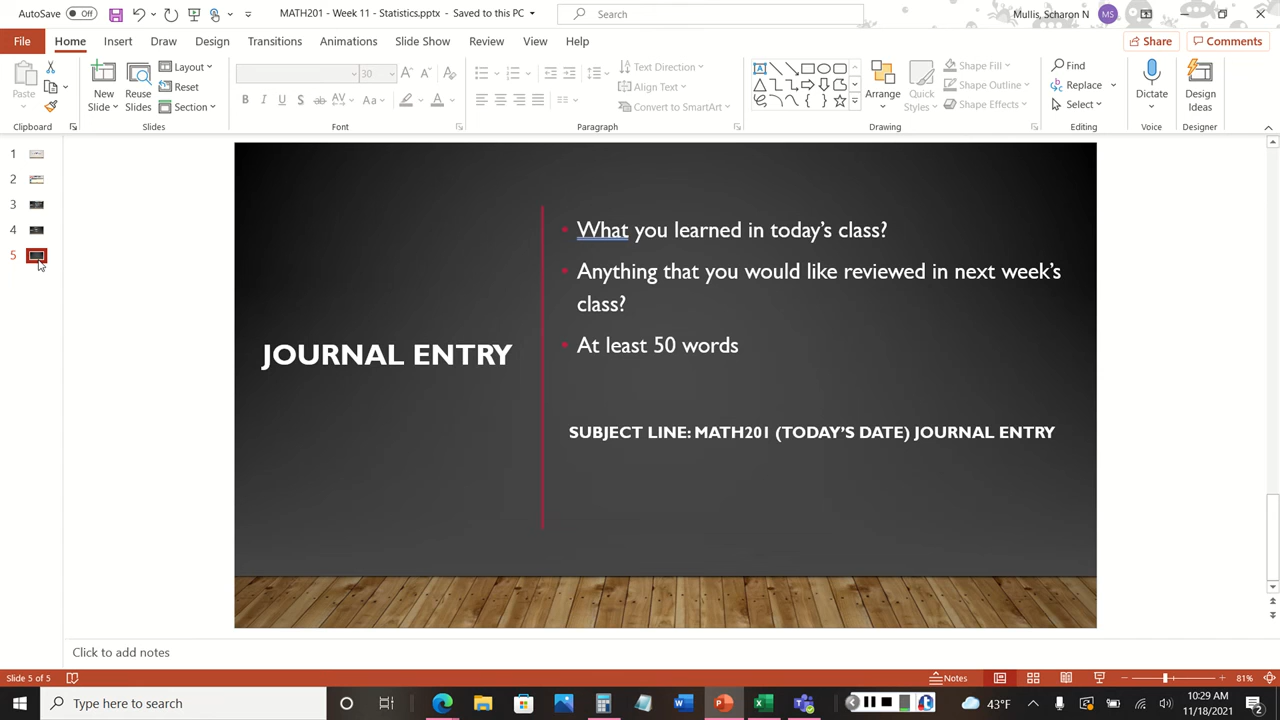 AutoSave Off
MATH201 - Week 11 - Statistics.pptx - Saved to this PC
Search
Mullis, Scharon N
MS
File
Home
Insert
Draw
Design
Transitions
Animations
Slide Show
Review
View
Help
Share
Comments
Paste
Clipboard
New
Slide
Reuse
Slides
Layout
Reset
Section
Slides
30
Font
Text Direction
Align Text
Convert to SmartArt
Paragraph
Arrange
Quick
Styles
Shape Fill
Shape Outline
Shape Effects
Drawing
Find
Replace
Select
Editing
Dictate
Voice
Design
Ideas
Designer
1
2
3
4
5
JOURNAL ENTRY
• What you learned in today's class?
• Anything that you would like reviewed in next week's
class?
• At least 50 words
SUBJECT LINE: MATH201 (TODAY'S DATE) JOURNAL ENTRY
Click to add notes
Slide 5 of 5
Notes
81%
Type here to search
43°F
10:29 AM
11/18/2021
2